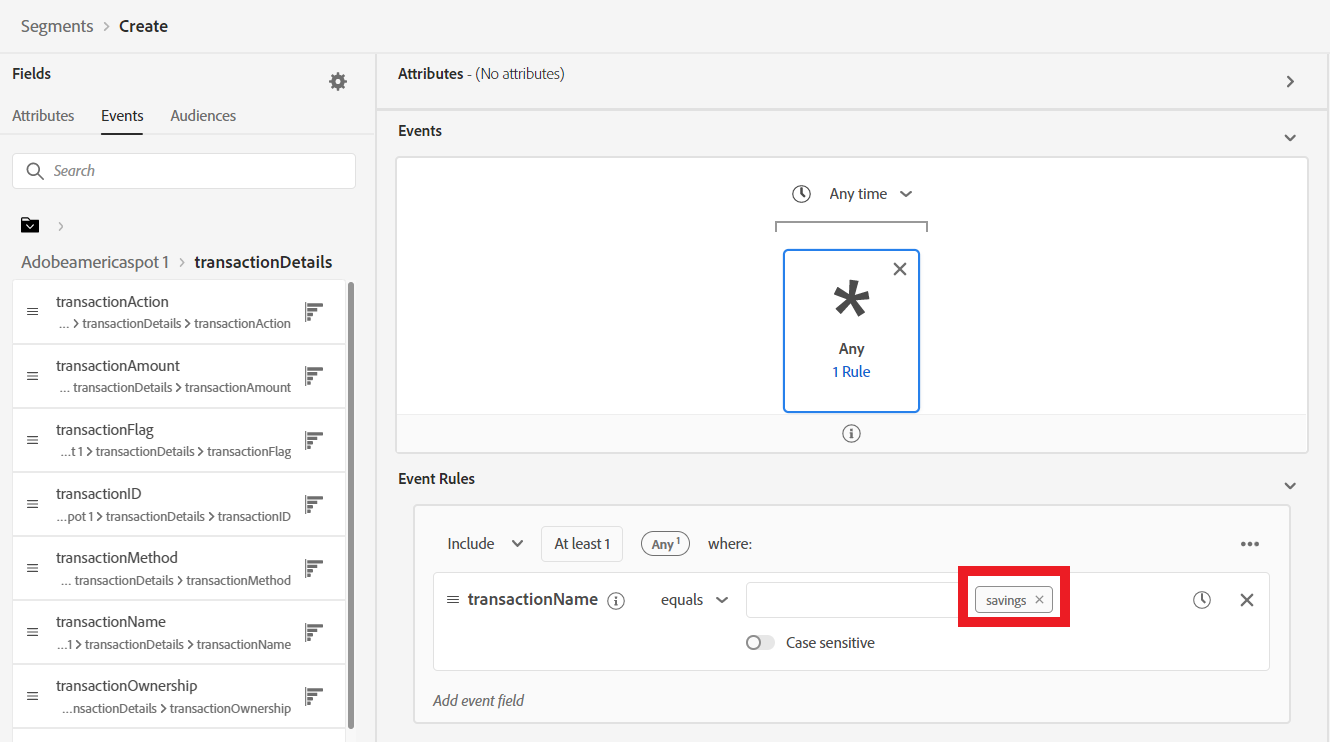 Segments > Create
Fields
Attributes Events Audiences
Search
Adobeamericaspot 1 > transactionDetails
transactionAction
... > transactionDetails > transactionAction
transactionAmount
... transactionDetails > transactionAmount
transactionFlag
...t 1 > transactionDetails > transactionFlag
transactionID
...pot 1 > transactionDetails > transactionID
transactionMethod
... transactionDetails > transactionMethod
transactionName
...1 > transactionDetails > transactionName
transactionOwnership
...nsactionDetails > transactionOwnership
Attributes - (No attributes)
Events
Any time
Any
1 Rule
Event Rules
Include At least 1 Any 1 where:
transactionName equals savings
Case sensitive
Add event field